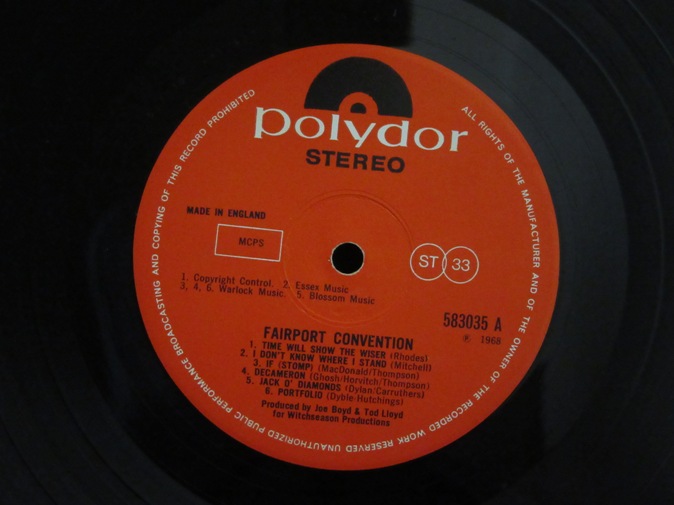 polydor
STEREO
UNAUTHORIZED PUBLIC PERFORMANCE BROADCASTING AND COPYING OF THIS RECORD PROHIBITED
ALL RIGHTS OF THE MANUFACTURER AND OF THE OWNER OF THE RECORDED WORK RESERVED
MADE IN ENGLAND
MCPS
ST 33
1. Copyright Control. 2. Essex Music
3, 4, 6. Warlock Music. 5. Blossom Music
583035 A
℗ 1968
FAIRPORT CONVENTION
1. TIME WILL SHOW THE WISER (Rhodes)
2. I DON'T KNOW WHERE I STAND (Mitchell)
3. IF (STOMP) (MacDonald/Thompson)
4. DECAMERON (Ghosh/Horvitch/Thompson)
5. JACK O' DIAMONDS (Dylan/Carruthers)
6. PORTFOLIO (Dyble-Hutchings)
Produced by Joe Boyd & Tod Lloyd
for Witchseason Productions